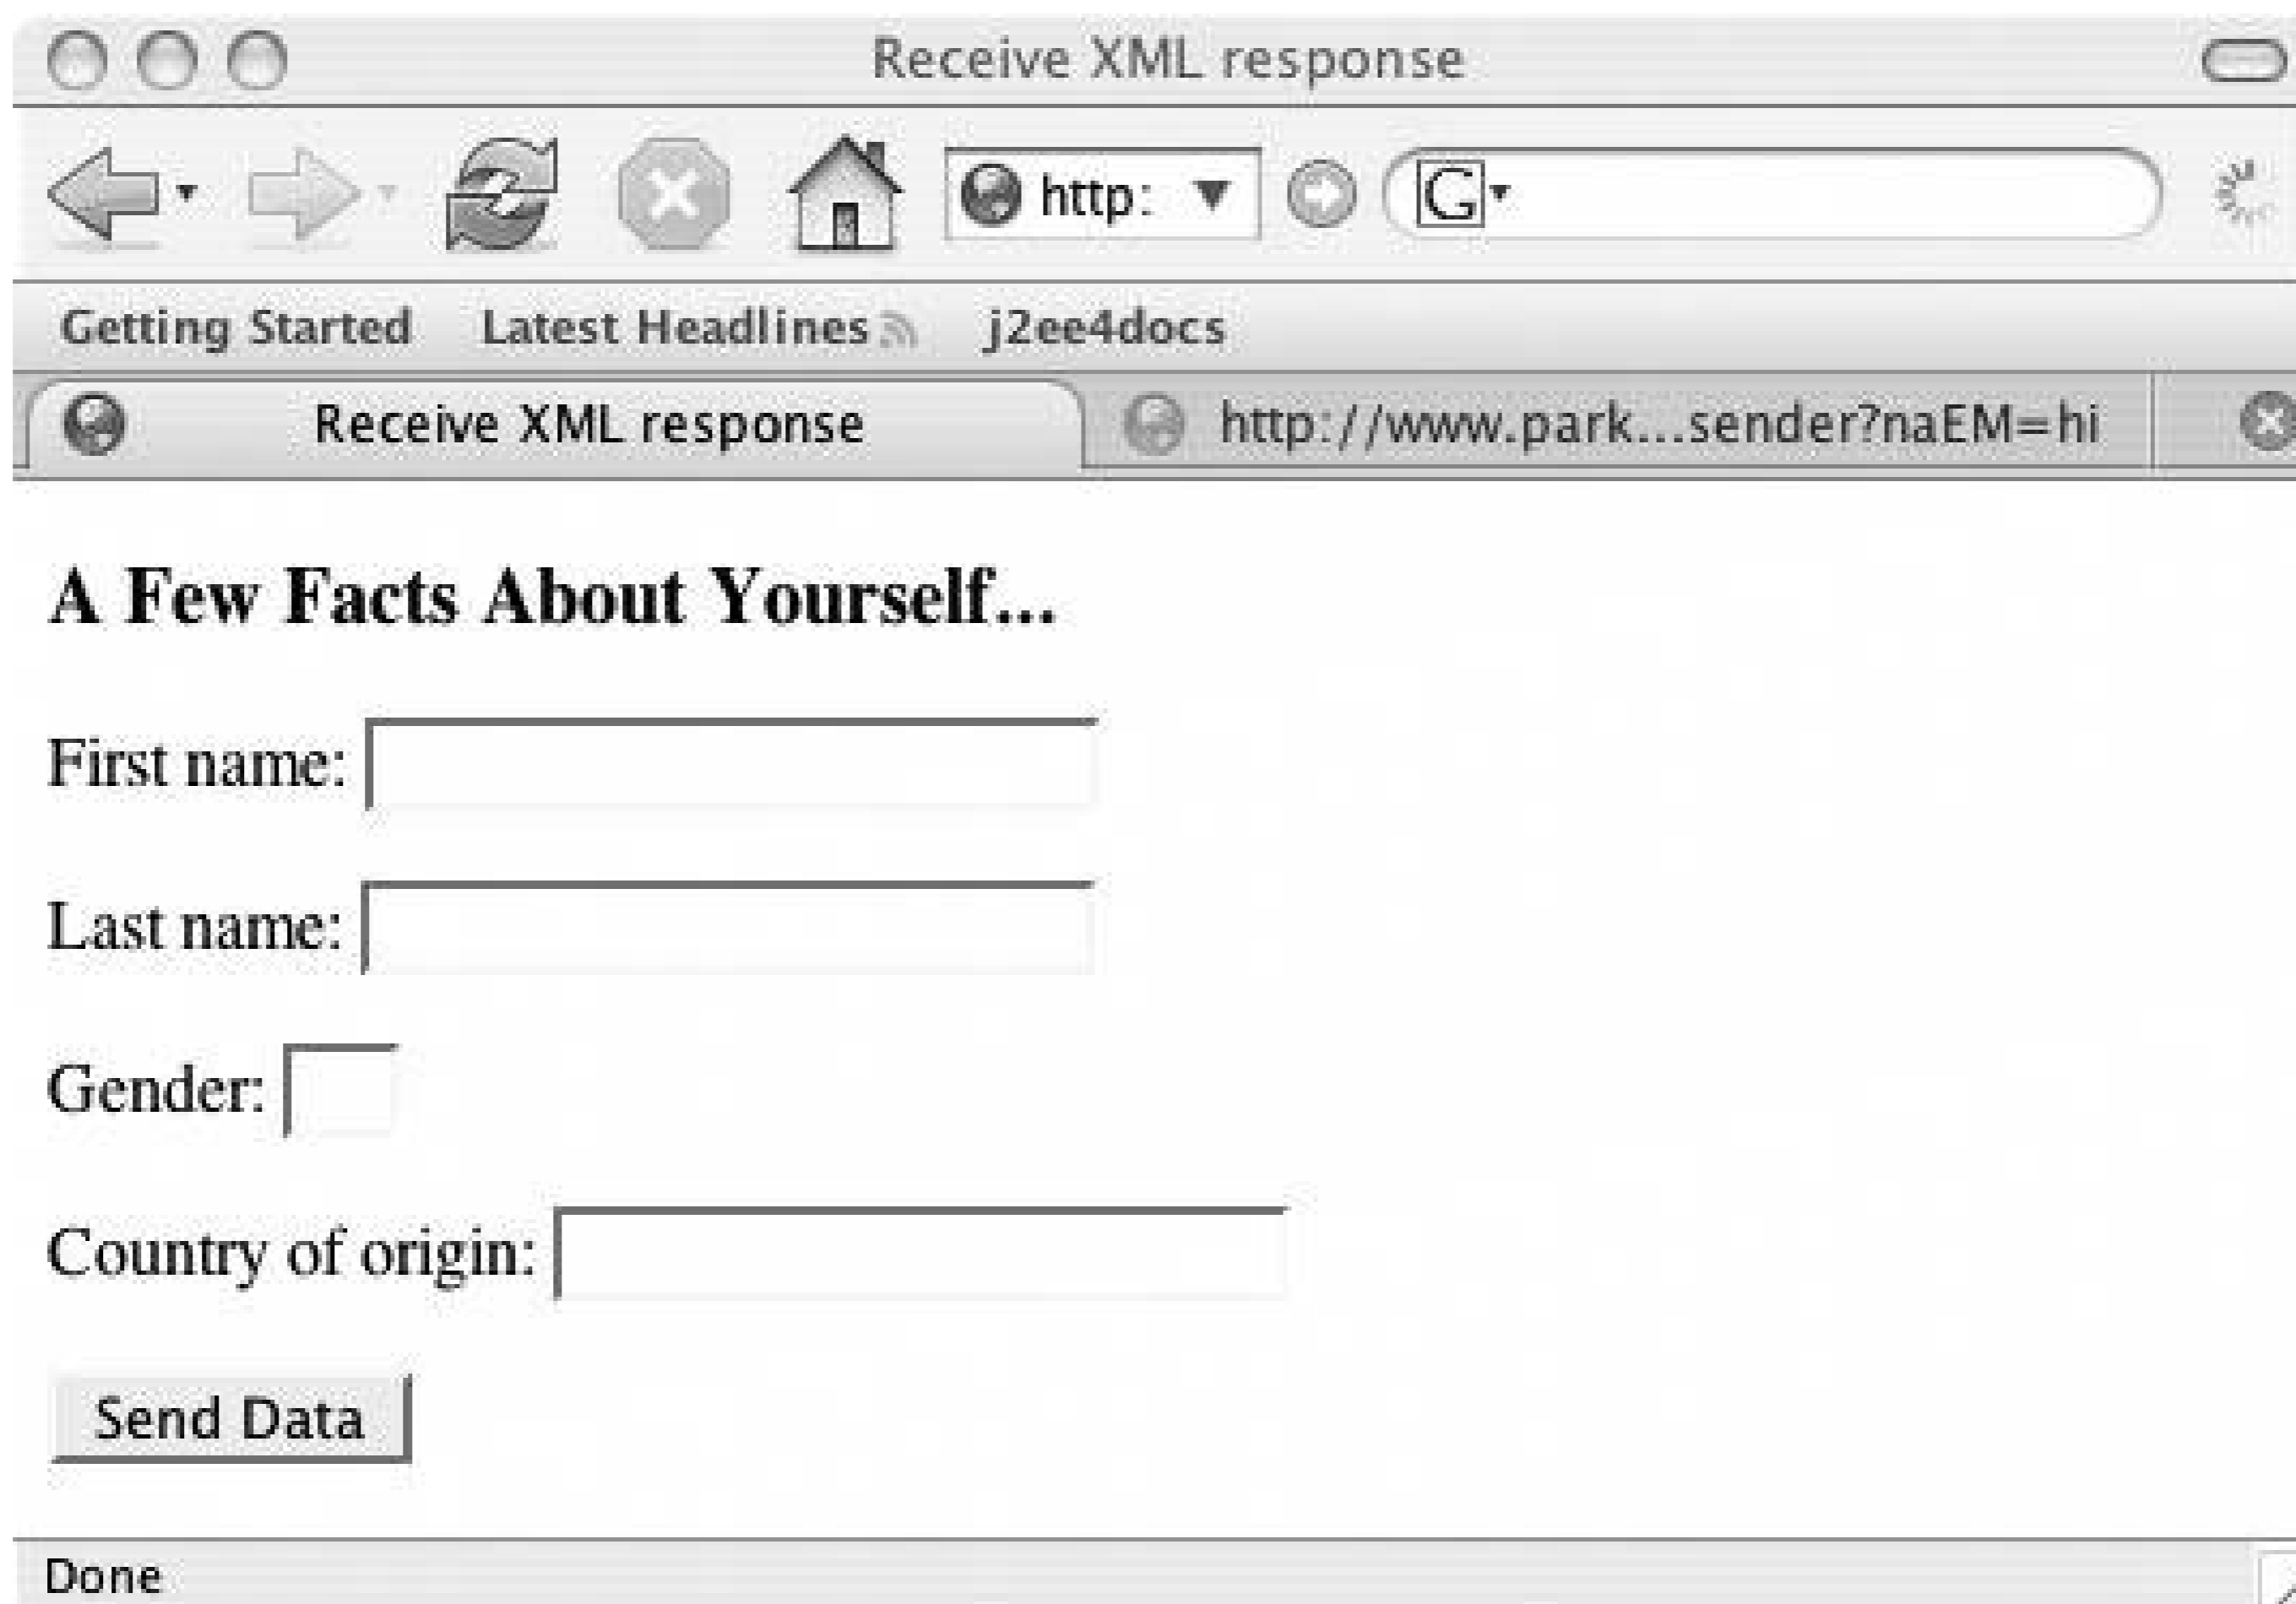 Receive XML response
http: G
Getting Started Latest Headlines j2ee4docs
Receive XML response http://www.park...sender?naEM=hi
A Few Facts About Yourself...
First name:
Last name:
Gender:
Country of origin:
Send Data
Done